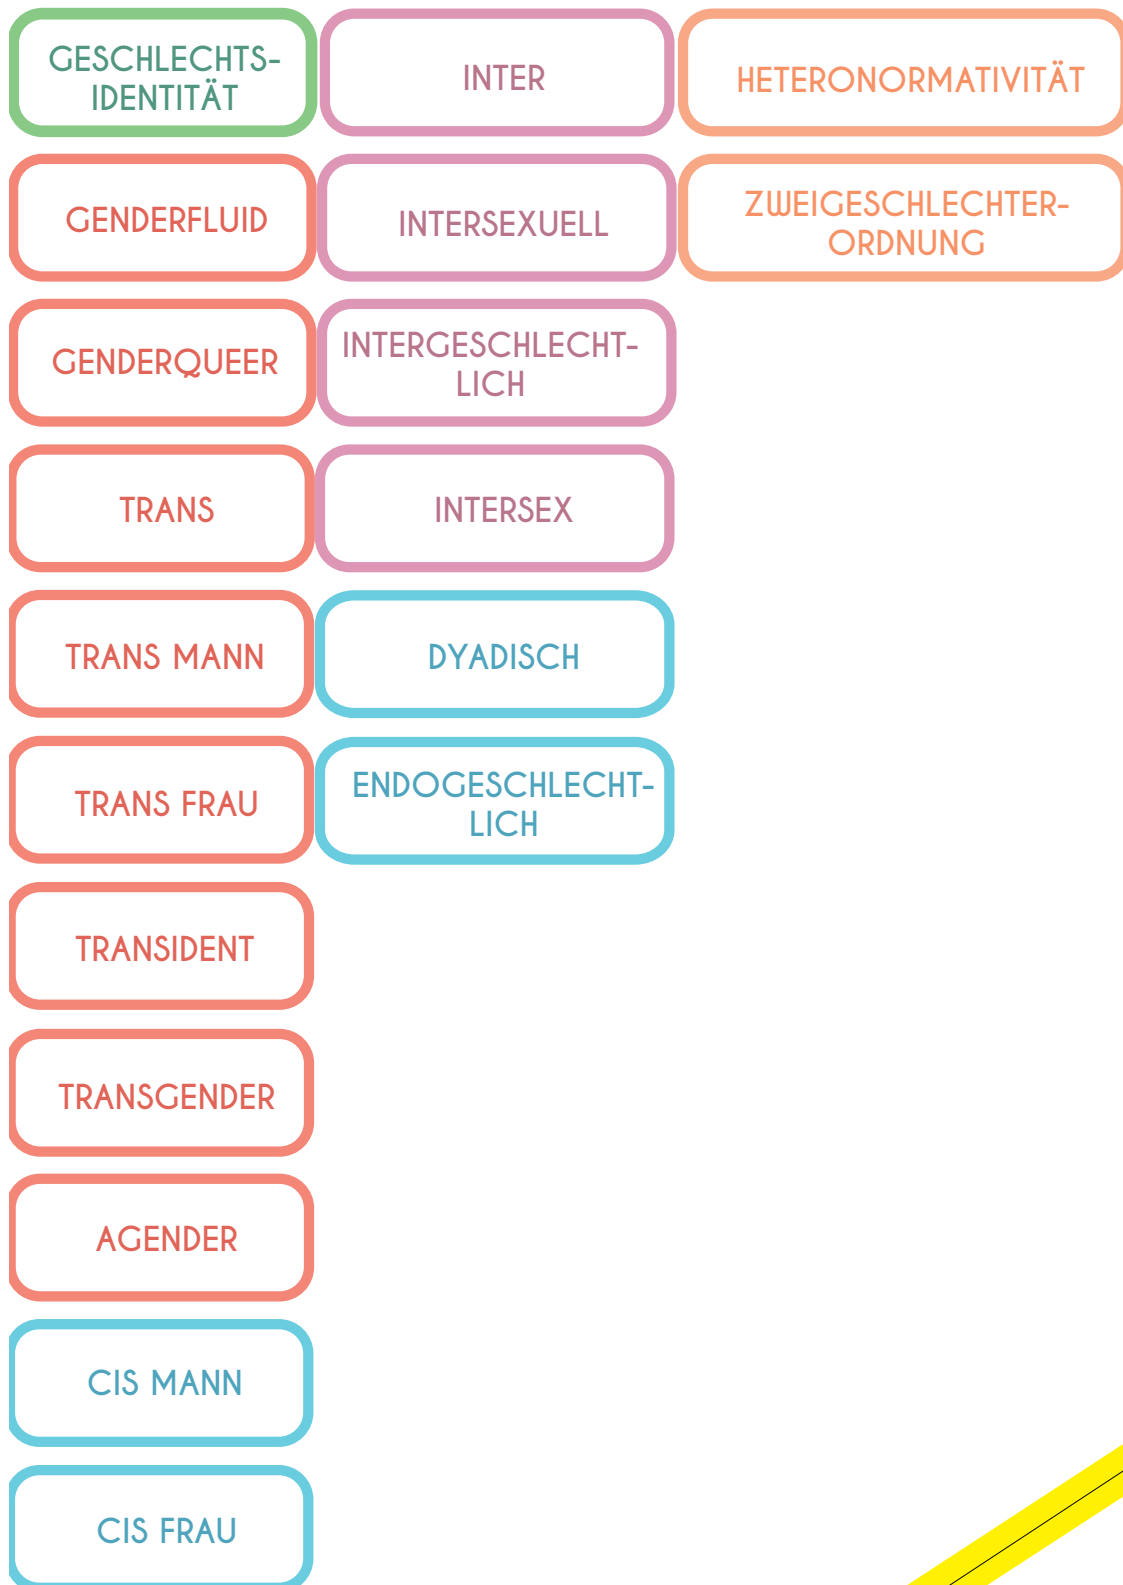 GESCHLECHTS-
IDENTITÄT
GENDERFLUID
GENDERQUEER
TRANS
TRANS MANN
TRANS FRAU
TRANSIDENT
TRANSGENDER
AGENDER
CIS MANN
CIS FRAU
INTER
INTERSEXUELL
INTERGESCHLECHT-
LICH
INTERSEX
DYADISCH
ENDOGESCHLECHT-
LICH
HETERONORMATIVITÄT
ZWEIGESCHLECHTER-
ORDNUNG